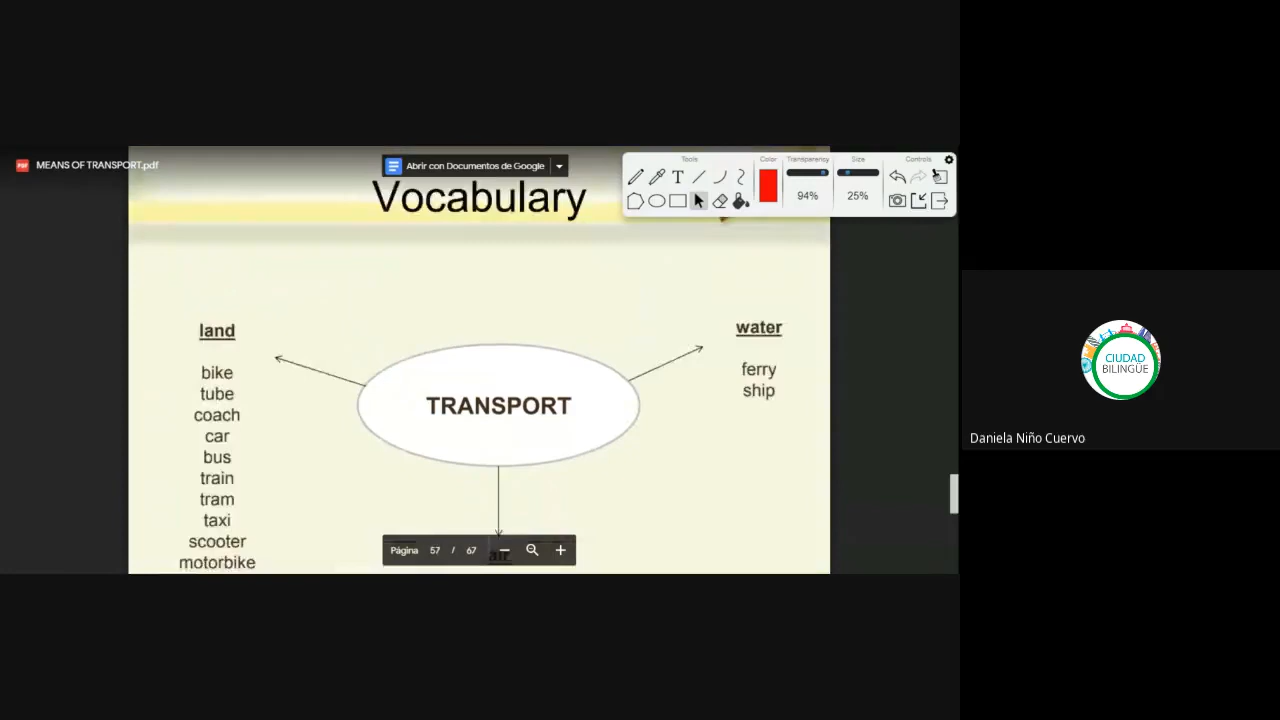 MEANS OF TRANSPORT.pdf
Abrir con Documentos de Google
Tools
Color
Transparency
Size
Controls
T
94%
25%
Vocabulary
land
bike
tube
coach
car
bus
train
tram
taxi
scooter
motorbike
TRANSPORT
water
ferry
ship
air
Página 57 / 67
CIUDAD
BILINGÜE
Daniela Niño Cuervo